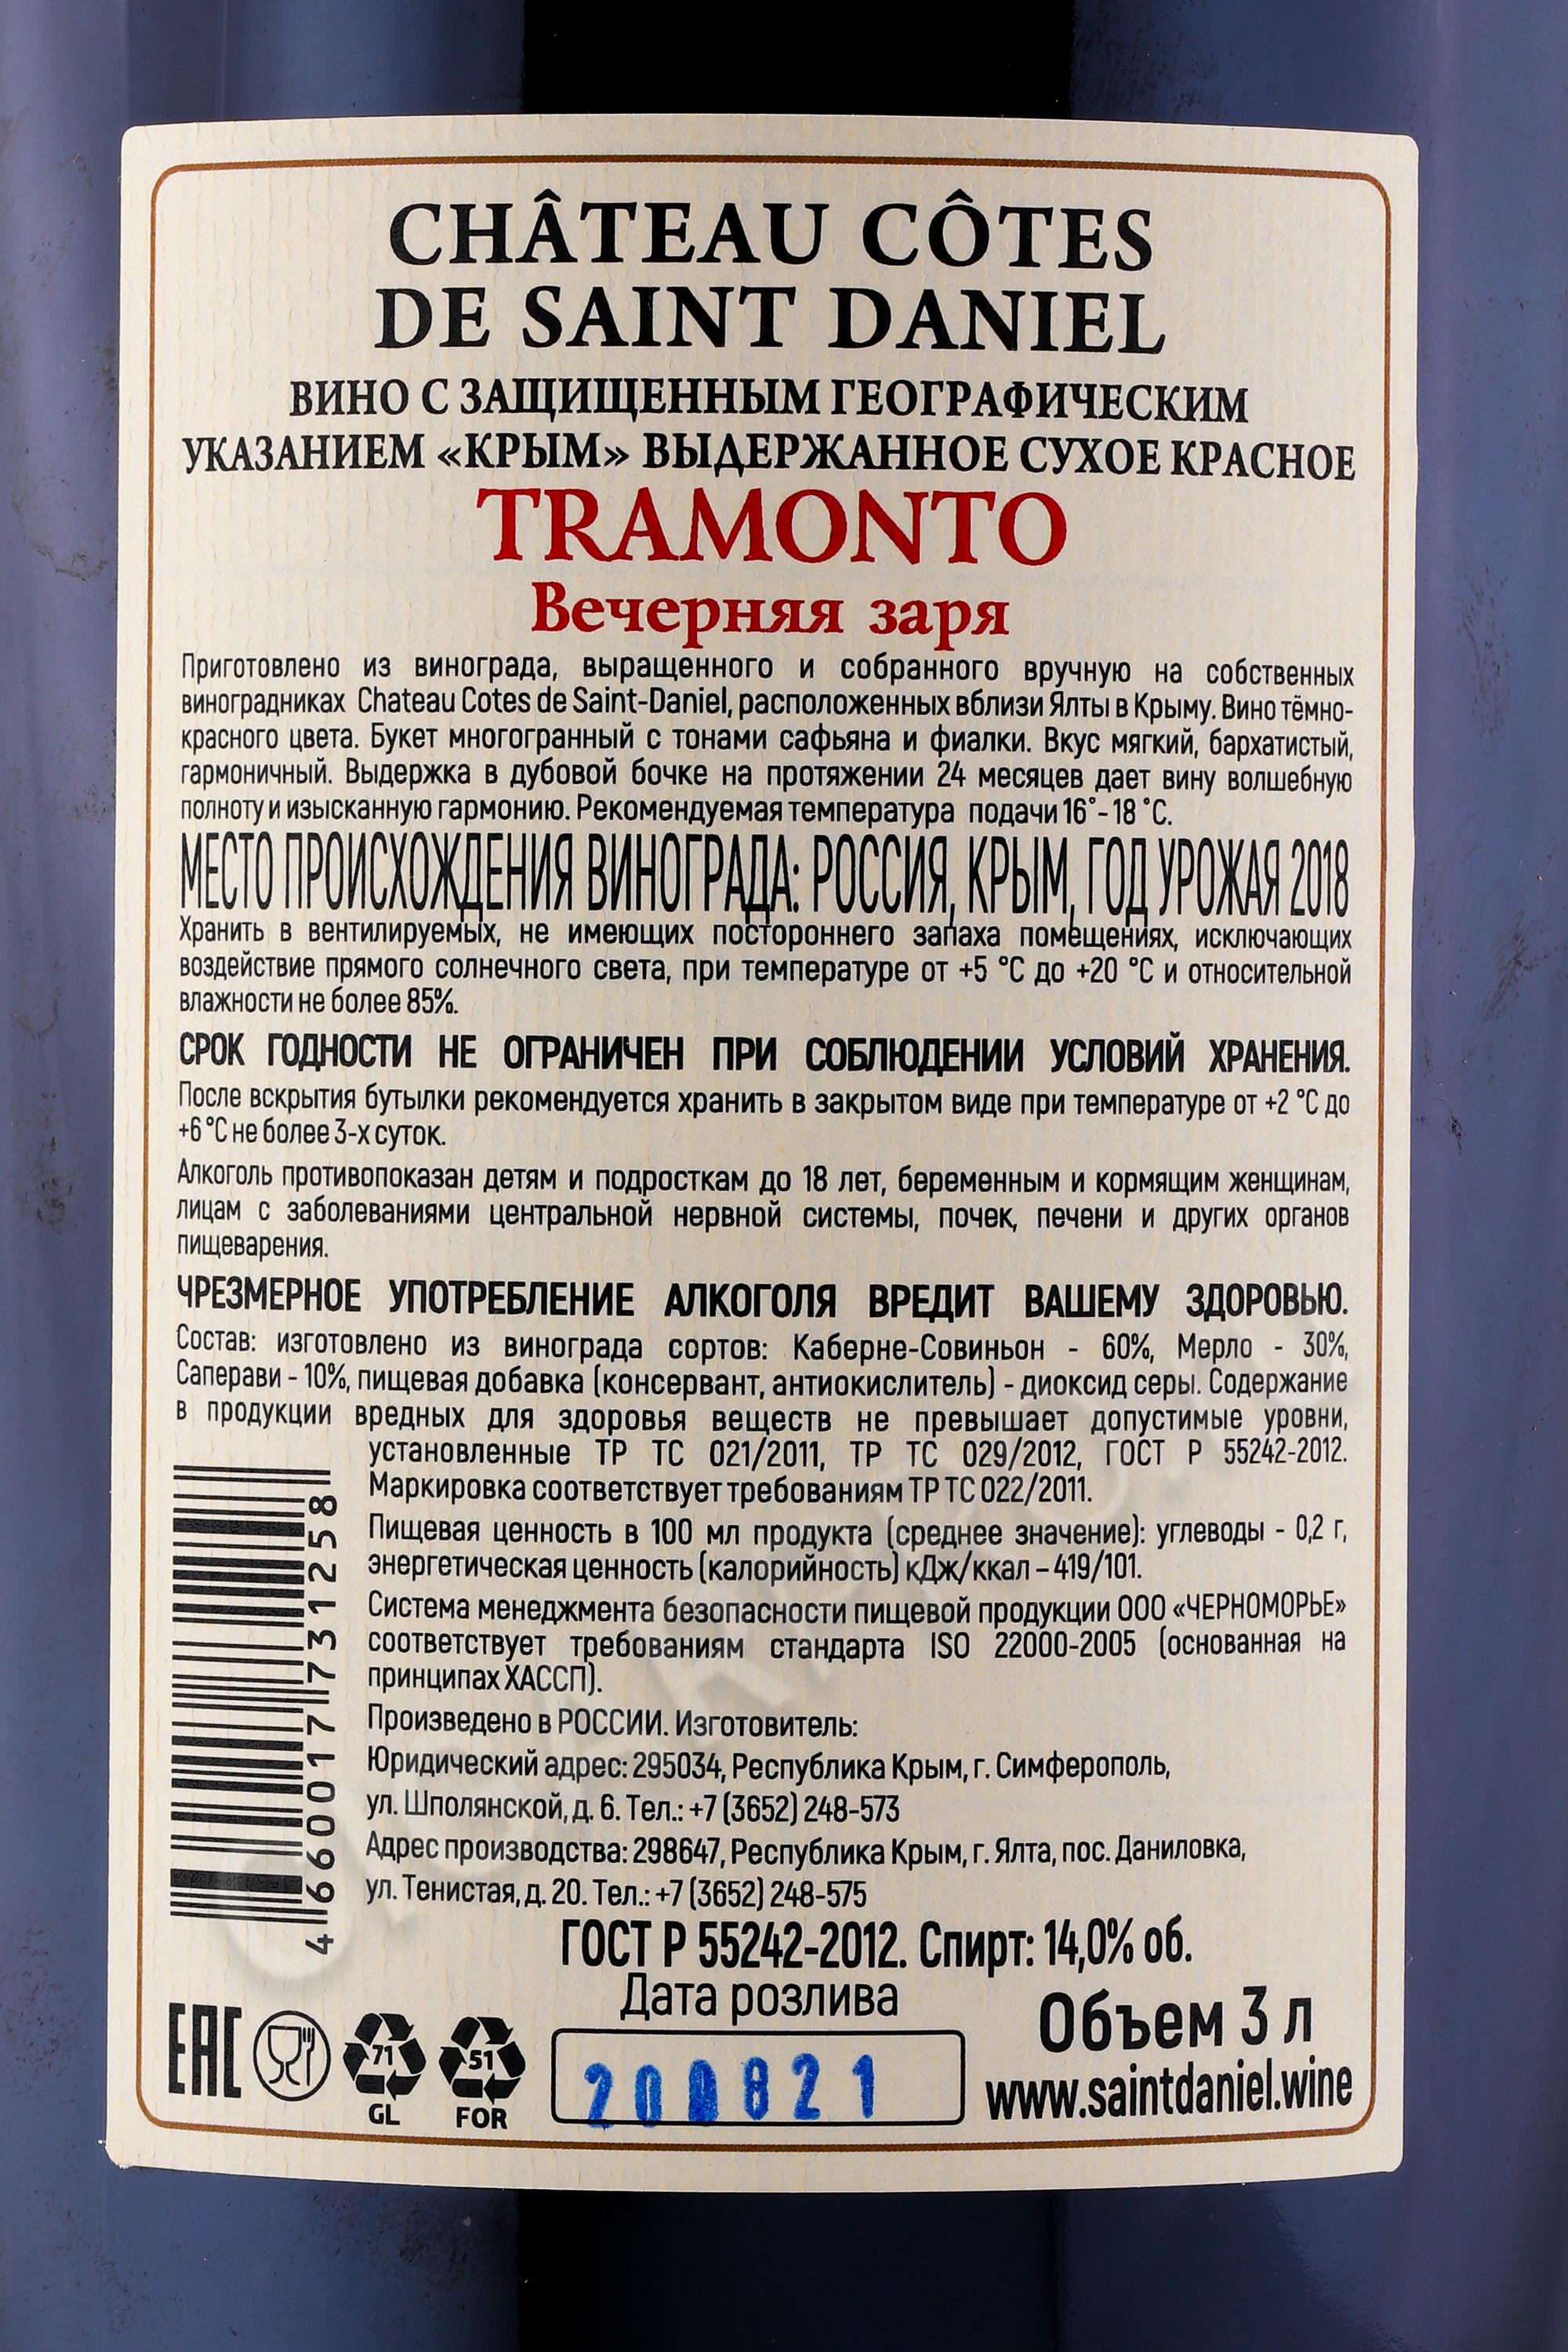 CHÂTEAU CÔTES
DE SAINT DANIEL
ВИНО С ЗАЩИЩЕННЫМ ГЕОГРАФИЧЕСКИМ
УКАЗАНИЕМ «КРЫМ» ВЫДЕРЖАННОЕ СУХОЕ КРАСНОЕ
TRAMONTO
Вечерняя заря
Приготовлено из винограда, выращенного и собранного вручную на собственных
виноградниках Chateau Cotes de Saint-Daniel, расположенных вблизи Ялты в Крыму. Вино тёмно-
красного цвета. Букет многогранный с тонами сафьяна и фиалки. Вкус мягкий, бархатистый,
гармоничный. Выдержка в дубовой бочке на протяжении 24 месяцев дает вину волшебную
полноту и изысканную гармонию. Рекомендуемая температура подачи 16°-18 °C.
МЕСТО ПРОИСХОЖДЕНИЯ ВИНОГРАДА: РОССИЯ, КРЫМ, ГОД УРОЖАЯ 2018
Хранить в вентилируемых, не имеющих постороннего запаха помещениях, исключающих
воздействие прямого солнечного света, при температуре от +5 °C до +20 °C и относительной
влажности не более 85%.
СРОК ГОДНОСТИ НЕ ОГРАНИЧЕН ПРИ СОБЛЮДЕНИИ УСЛОВИЙ ХРАНЕНИЯ.
После вскрытия бутылки рекомендуется хранить в закрытом виде при температуре от +2 °C до
+6 °C не более 3-х суток.
Алкоголь противопоказан детям и подросткам до 18 лет, беременным и кормящим женщинам,
лицам с заболеваниями центральной нервной системы, почек, печени и других органов
пищеварения.
ЧРЕЗМЕРНОЕ УПОТРЕБЛЕНИЕ АЛКОГОЛЯ ВРЕДИТ ВАШЕМУ ЗДОРОВЬЮ.
Состав: изготовлено из винограда сортов: Каберне-Совиньон - 60%, Мерло - 30%,
Саперави - 10%, пищевая добавка (консервант, антиокислитель) - диоксид серы. Содержание
в продукции вредных для здоровья веществ не превышает допустимые уровни,
установленные ТР ТС 021/2011, ТР ТС 029/2012, ГОСТ Р 55242-2012.
Маркировка соответствует требованиям ТР ТС 022/2011.
Пищевая ценность в 100 мл продукта (среднее значение): углеводы - 0,2 г,
энергетическая ценность (калорийность) кДж/ккал – 419/101.
Система менеджмента безопасности пищевой продукции ООО «ЧЕРНОМОРЬЕ»
соответствует требованиям стандарта ISO 22000-2005 (основанная на
принципах ХАССП).
Произведено в РОССИИ. Изготовитель:
Юридический адрес: 295034, Республика Крым, г. Симферополь,
ул. Шполянской, д. 6. Тел.: +7 (3652) 248-573
Адрес производства: 298647, Республика Крым, г. Ялта, пос. Даниловка,
ул. Тенистая, д. 20. Тел.: +7 (3652) 248-575
4 660017 731258
ГОСТ Р 55242-2012. Спирт: 14,0% об.
Дата розлива
200821
Объем 3 л
www.saintdaniel.wine
EAC
71
GL
51
FOR